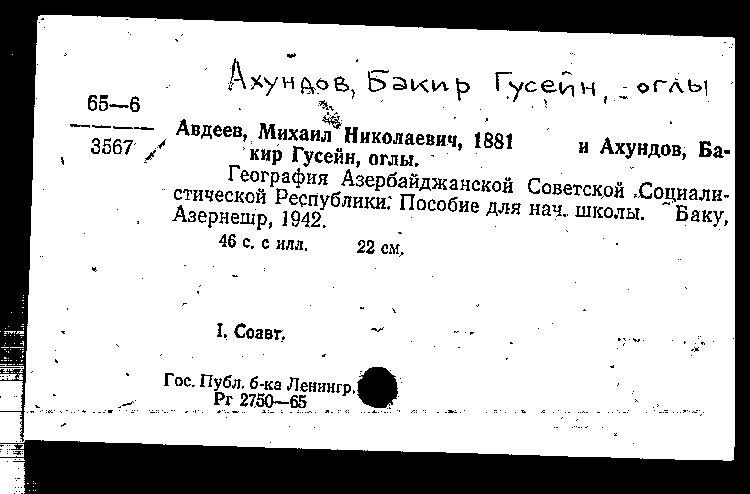 Ахундов, Бакир Гусейн, - оглы
65—6
3567
Авдеев, Михаил Николаевич, 1881 и Ахундов, Ба-
кир Гусейн, оглы.
География Азербайджанской Советской Социали-
стической Республики. Пособие для нач. школы. Баку,
Азернешр, 1942.
46 с. с илл. 22 см.
I. Соавт.
Гос. Публ. б-ка Ленингр.
Рг 2750—65